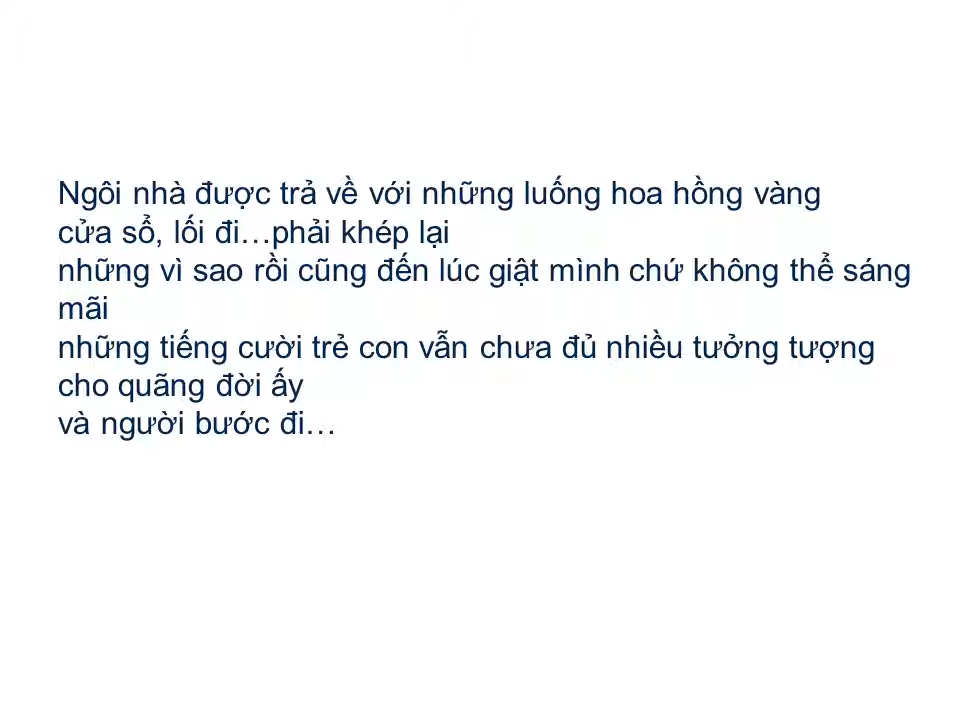 Ngôi nhà được trả về với những luống hoa hồng vàng
cửa sổ, lối đi…phải khép lại
những vì sao rồi cũng đến lúc giật mình chứ không thể sáng
mãi
những tiếng cười trẻ con vẫn chưa đủ nhiều tưởng tượng
cho quãng đời ấy
và người bước đi…